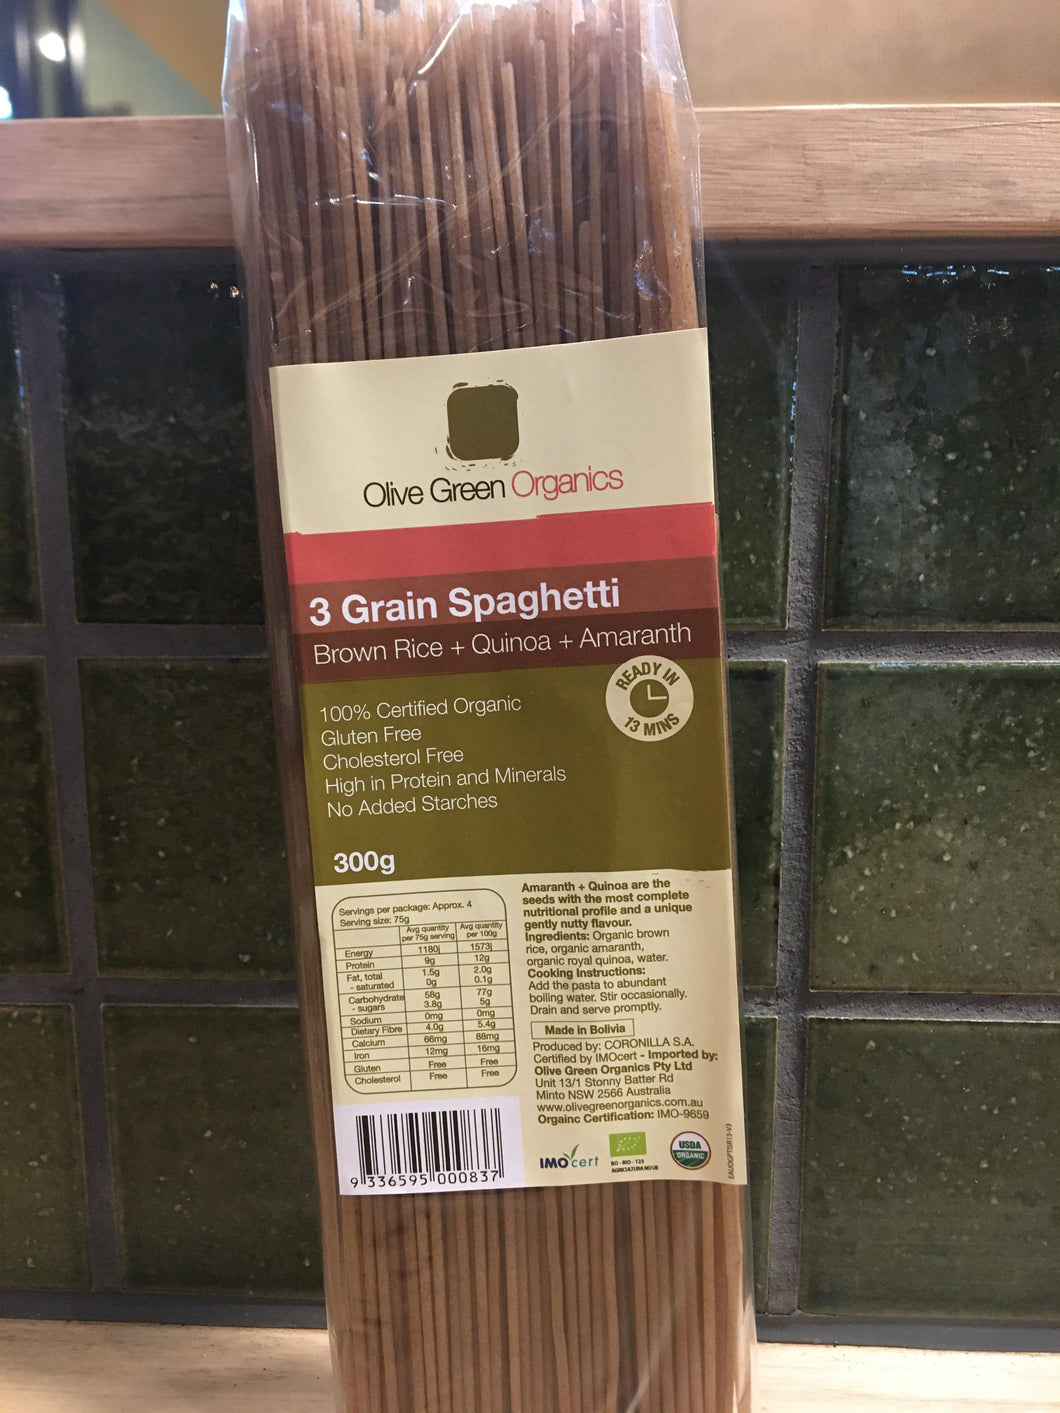 Olive Green Organics
3 Grain Spaghetti
Brown Rice + Quinoa + Amaranth
READY IN
13 MINS
100% Certified Organic
Gluten Free
Cholesterol Free
High in Protein and Minerals
No Added Starches
300g
Servings per package: Approx. 4
Serving size: 75g
Avg quantity per 75g serving Avg quantity per 100g
Energy 1180j 1573j
Protein 9g 12g
Fat, total 1.5g 2.0g
- saturated 0g 0.1g
Carbohydrate 58g 77g
- sugars 3.8g 5g
Sodium 0mg 0mg
Dietary Fibre 4.0g 5.4g
Calcium 66mg 88mg
Iron 12mg 16mg
Gluten Free Free
Cholesterol Free Free
9 336595 000837
Amaranth + Quinoa are the
seeds with the most complete
nutritional profile and a unique
gently nutty flavour.
Ingredients: Organic brown
rice, organic amaranth,
organic royal quinoa, water.
Cooking Instructions:
Add the pasta to abundant
boiling water. Stir occasionally.
Drain and serve promptly.
Made in Bolivia
Produced by: CORONILLA S.A.
Certified by IMOcert - Imported by:
Olive Green Organics Pty Ltd
Unit 13/1 Stonny Batter Rd
Minto NSW 2566 Australia
www.olivegreenorganics.com.au
Orgainc Certification: IMO-9659
IMOcert
BO - BIO - 123
AGRICULTURA NO UE
USDA
ORGANIC